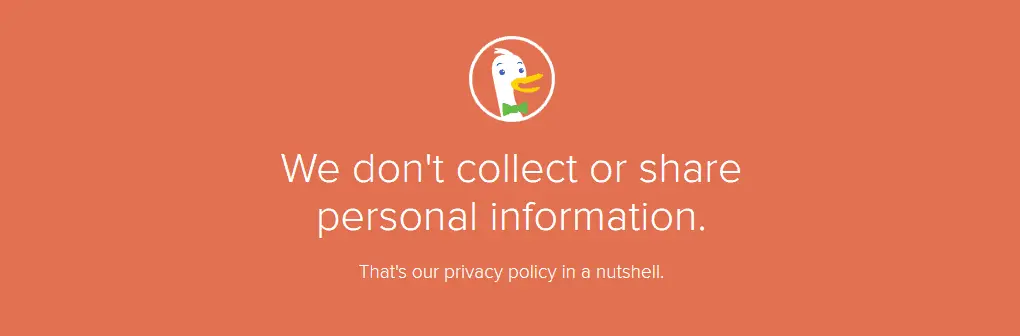 We don't collect or share
personal information.
That's our privacy policy in a nutshell.